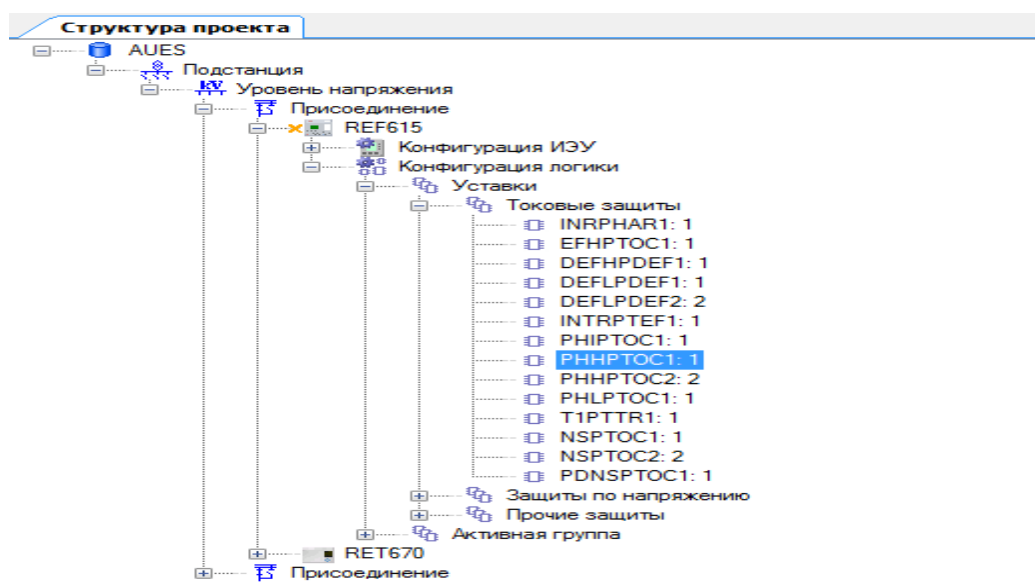 Структура проекта
AUES
Подстанция
Уровень напряжения
Присоединение
REF615
Конфигурация ИЭУ
Конфигурация логики
Уставки
Токовые защиты
INRPHAR1: 1
EFHPTOC1: 1
DEFHPDEF1: 1
DEFLPDEF1: 1
DEFLPDEF2: 2
INTRPTEF1: 1
PHIPTOC1: 1
PHHPTOC1: 1
PHHPTOC2: 2
PHLPTOC1: 1
T1PTTR1: 1
NSPTOC1: 1
NSPTOC2: 2
PDNSPTOC1: 1
Защиты по напряжению
Прочие защиты
Активная группа
RET670
Присоединение